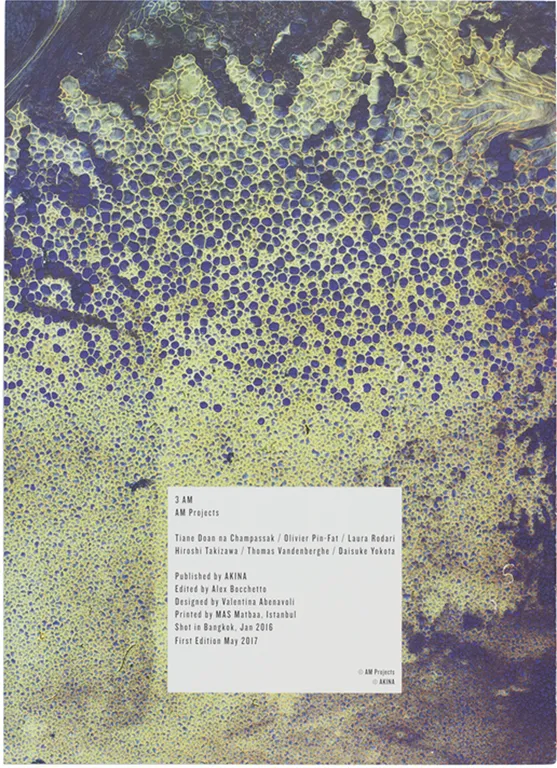 3 AM
AM Projects
Tiane Doan na Champassak / Olivier Pin-Fat / Laura Rodari
Hiroshi Takizawa / Thomas Vandenberghe / Daisuke Yokota
Published by AKINA
Edited by Alex Bocchetto
Designed by Valentina Abenavoli
Printed by MAS Matbaa, Istanbul
Shot in Bangkok, Jan 2016
First Edition May 2017
© AM Projects
© AKINA